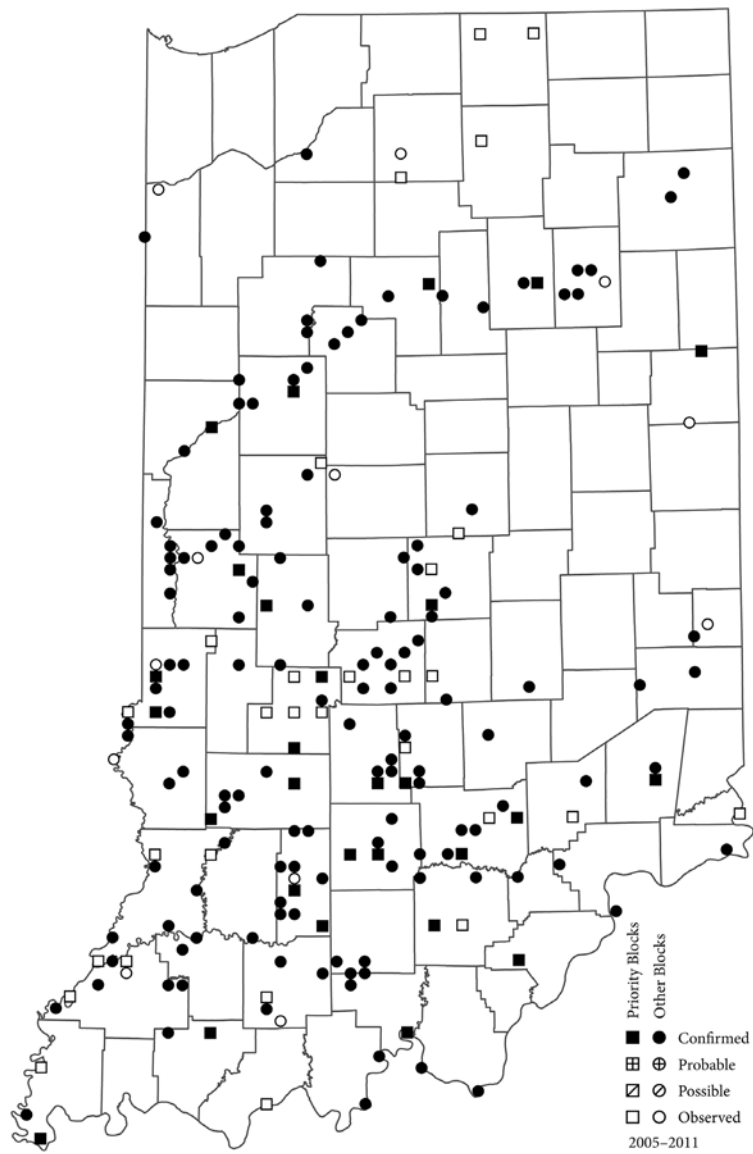 Priority Blocks
Other Blocks
Confirmed
Probable
Possible
Observed
2005–2011